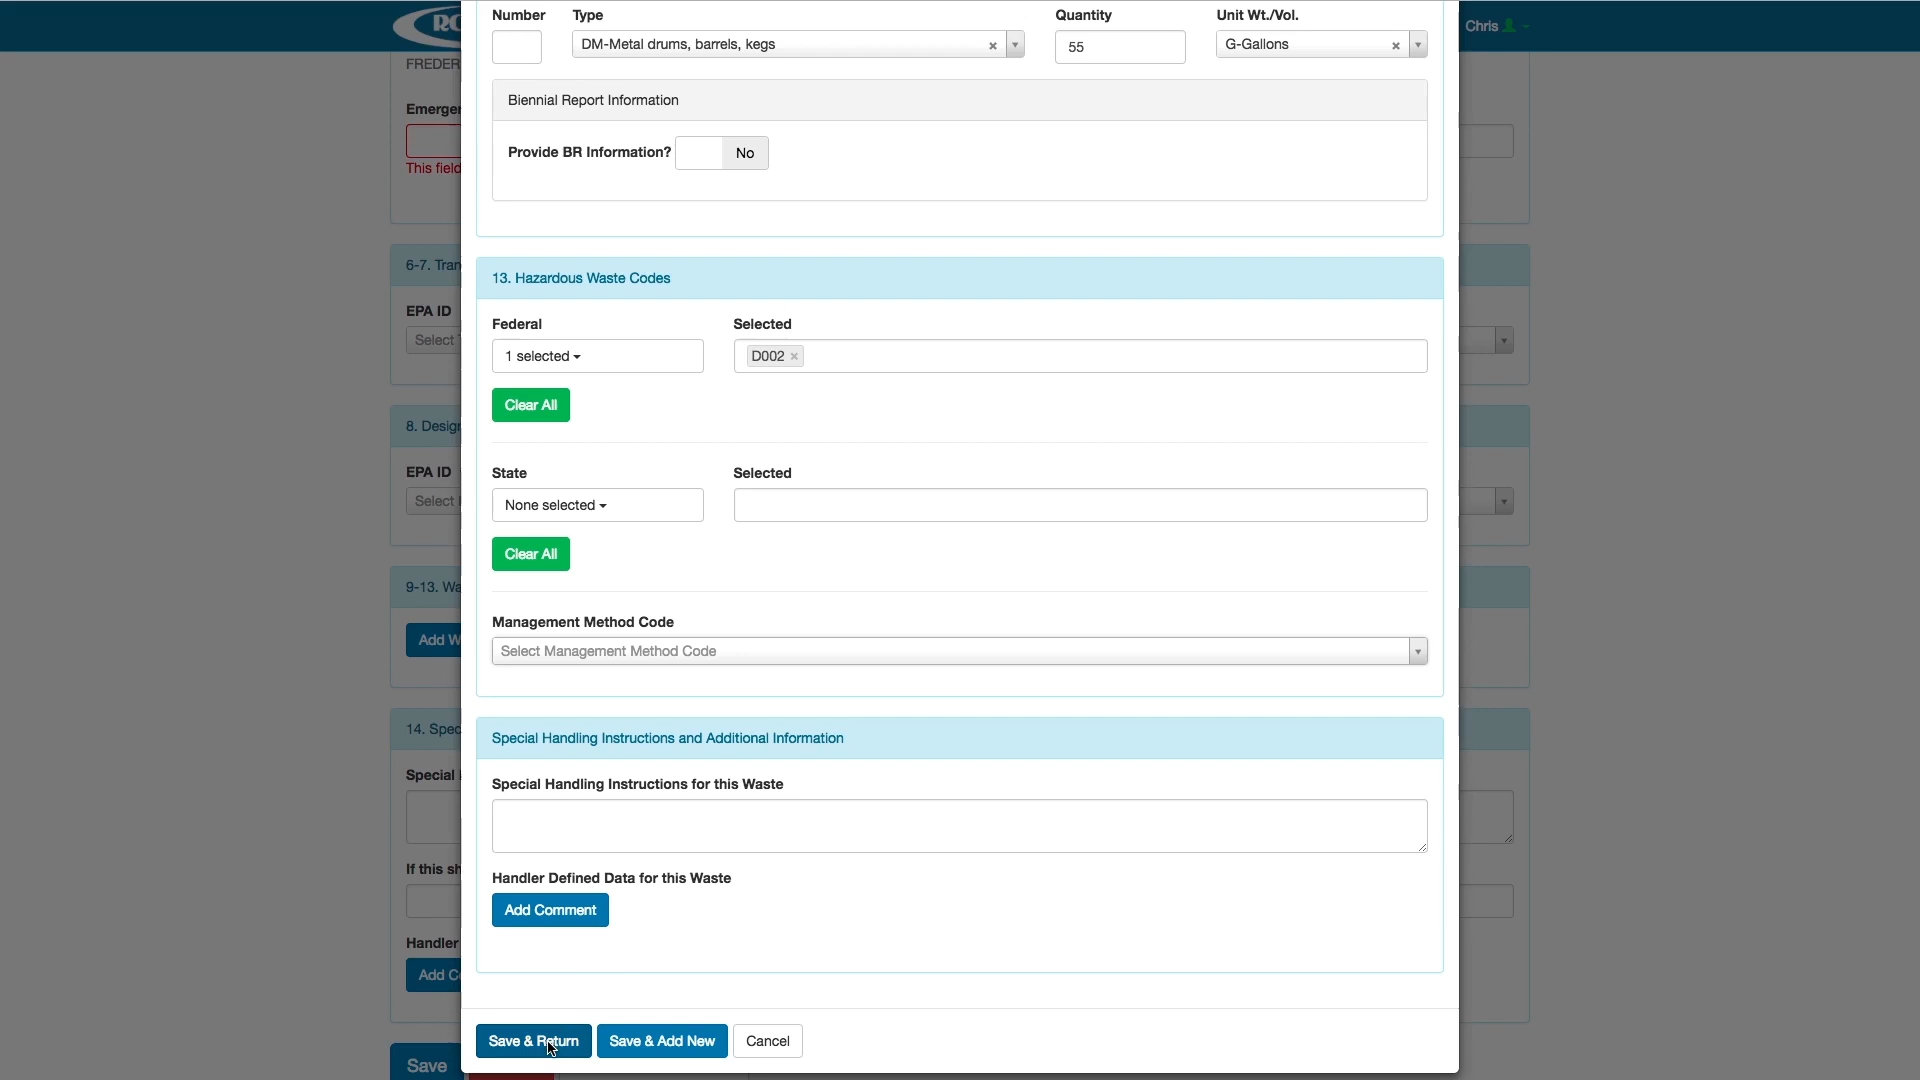 Number Type Quantity Unit Wt./Vol.
Chris
DM-Metal drums, barrels, kegs × 55 G-Gallons ×
FREDER
Biennial Report Information
Emerger
Provide BR Information? No
This field
6-7. Tran
13. Hazardous Waste Codes
EPA ID
Federal Selected
Select
1 selected D002 ×
Clear All
8. Desig
EPA ID
State Selected
Select
None selected
Clear All
9-13. Wa
Management Method Code
Add W
Select Management Method Code
14. Spec
Special Handling Instructions and Additional Information
Special
Special Handling Instructions for this Waste
If this sh
Handler Defined Data for this Waste
Add Comment
Handler
Add Co
Save & Return Save & Add New Cancel
Save